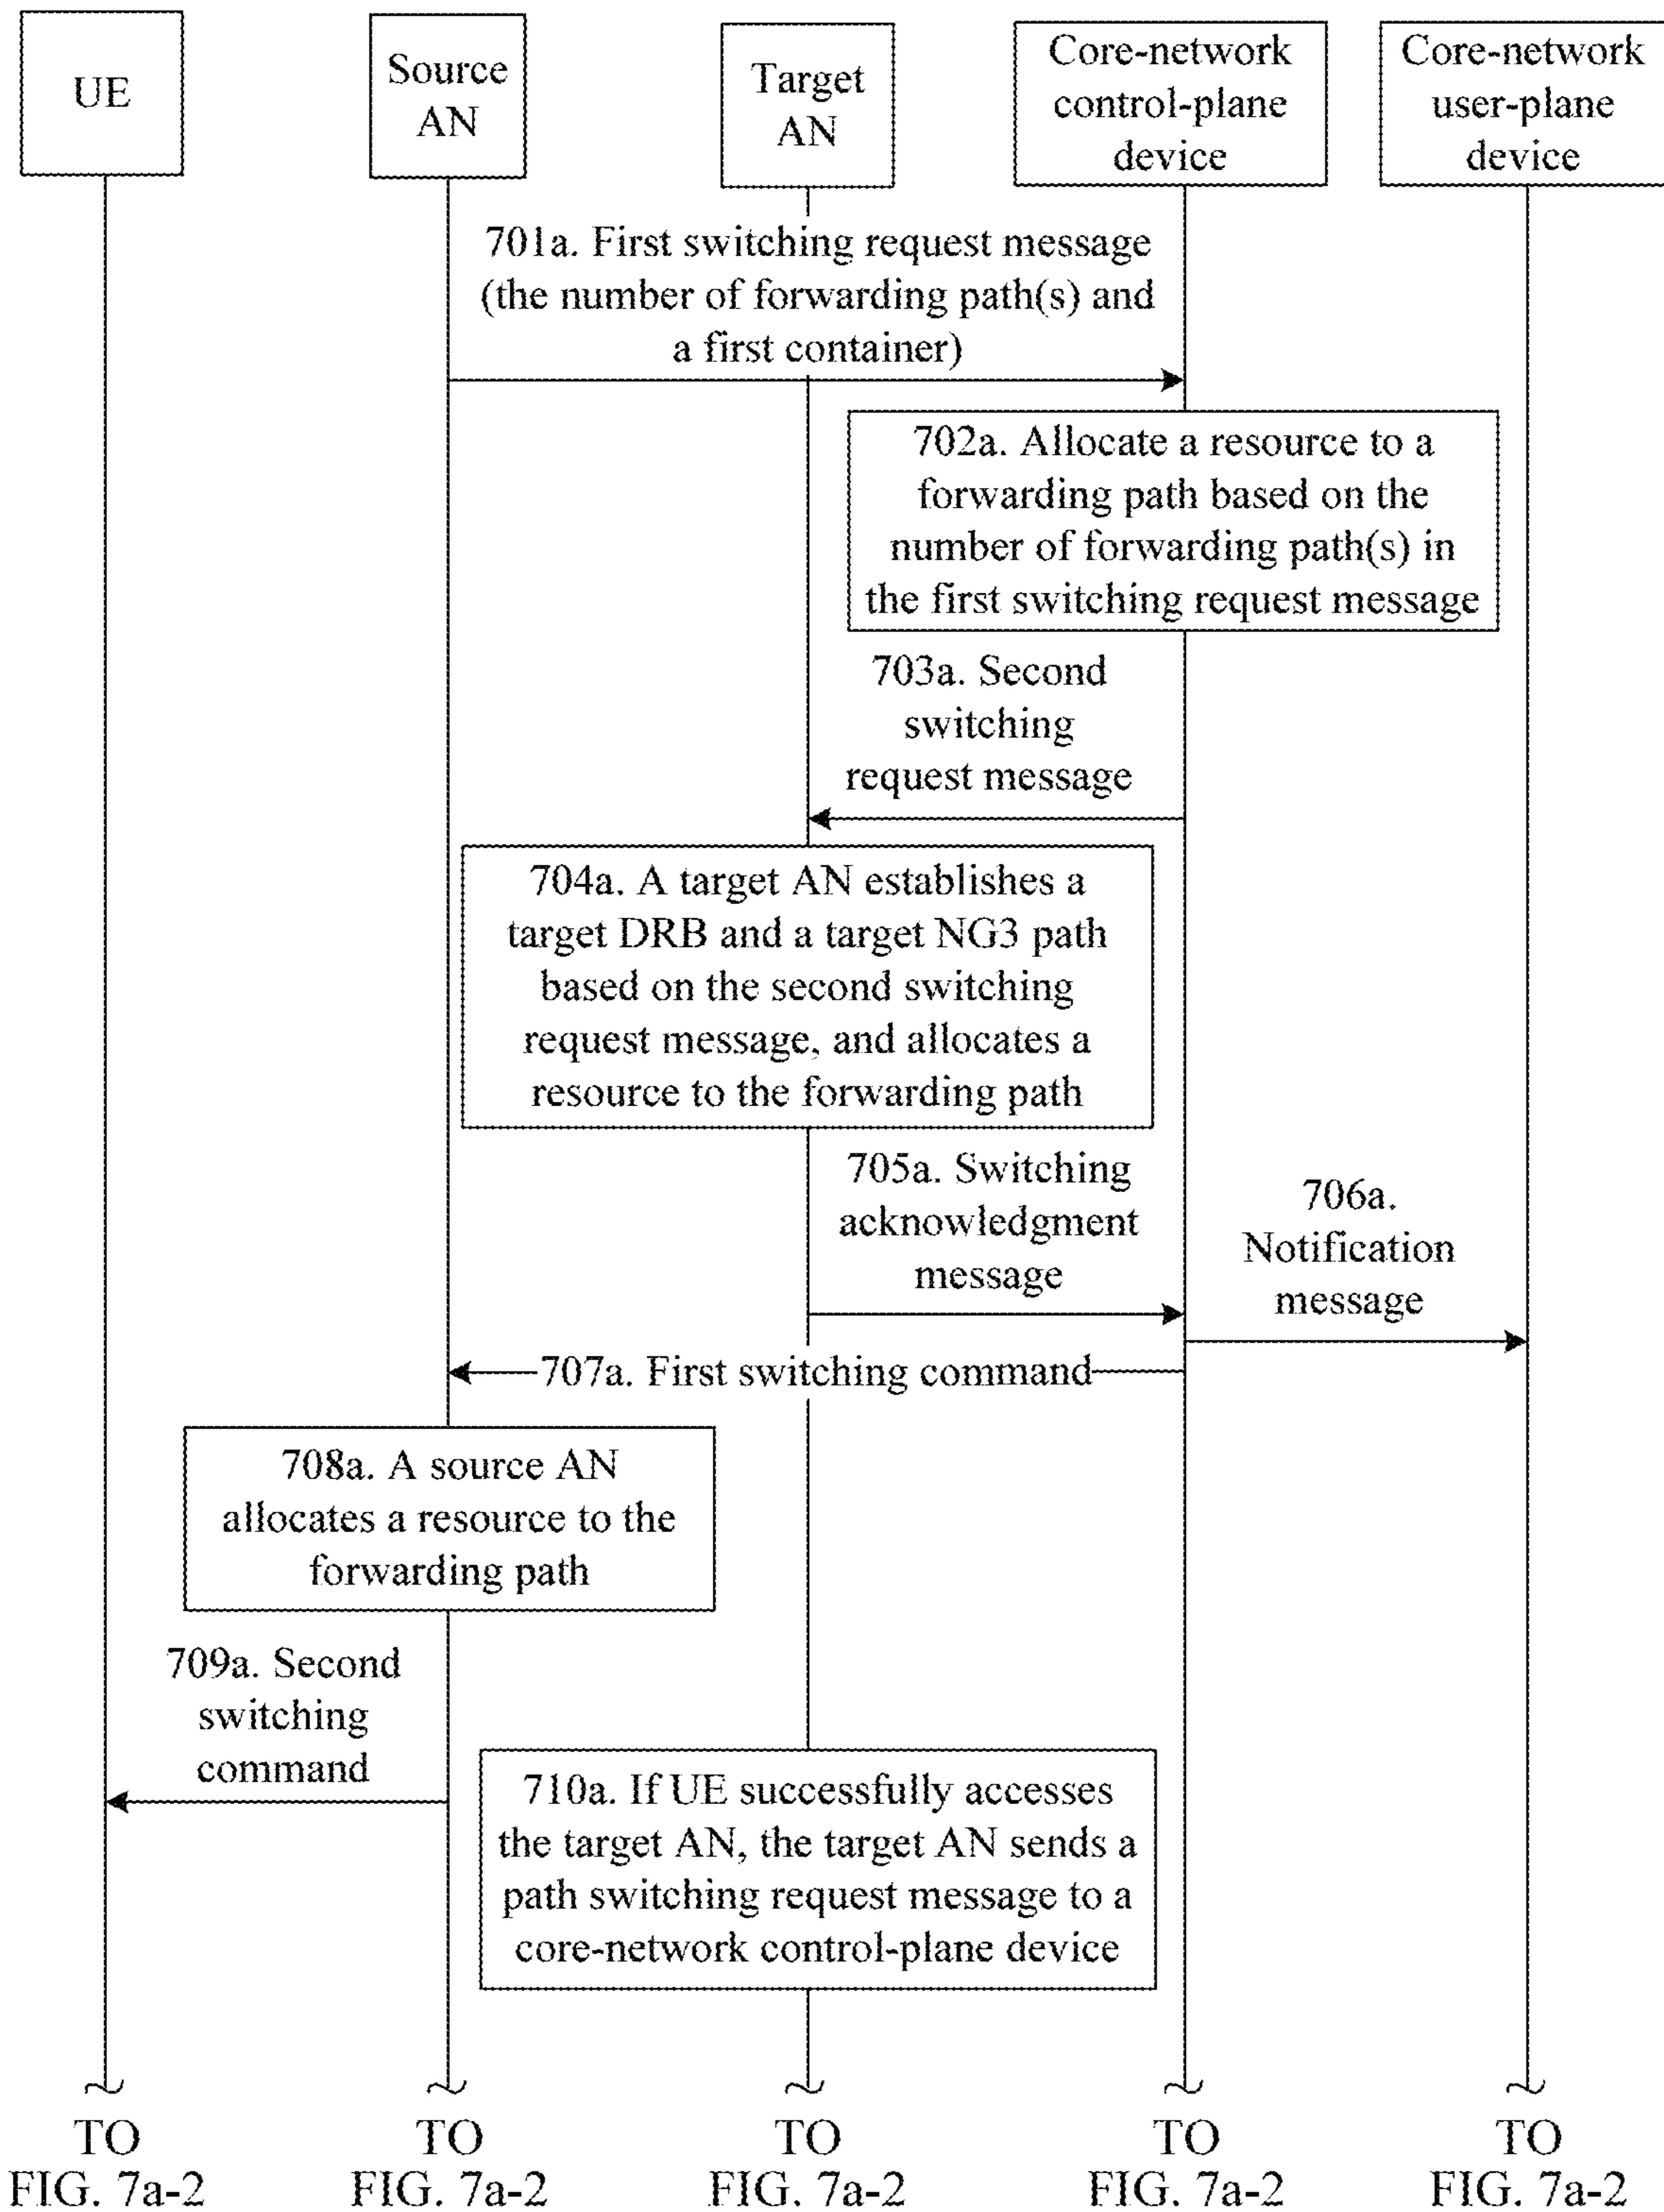 UE
Source
AN
Target
AN
Core-network
control-plane
device
Core-network
user-plane
device
701a. First switching request message
(the number of forwarding path(s) and
a first container)
702a. Allocate a resource to a
forwarding path based on the
number of forwarding path(s) in
the first switching request message
703a. Second
switching
request message
704a. A target AN establishes a
target DRB and a target NG3 path
based on the second switching
request message, and allocates a
resource to the forwarding path
705a. Switching
acknowledgment
message
706a.
Notification
message
707a. First switching command
708a. A source AN
allocates a resource to the
forwarding path
709a. Second
switching
command
710a. If UE successfully accesses
the target AN, the target AN sends a
path switching request message to a
core-network control-plane device
TO
FIG. 7a-2
TO
FIG. 7a-2
TO
FIG. 7a-2
TO
FIG. 7a-2
TO
FIG. 7a-2